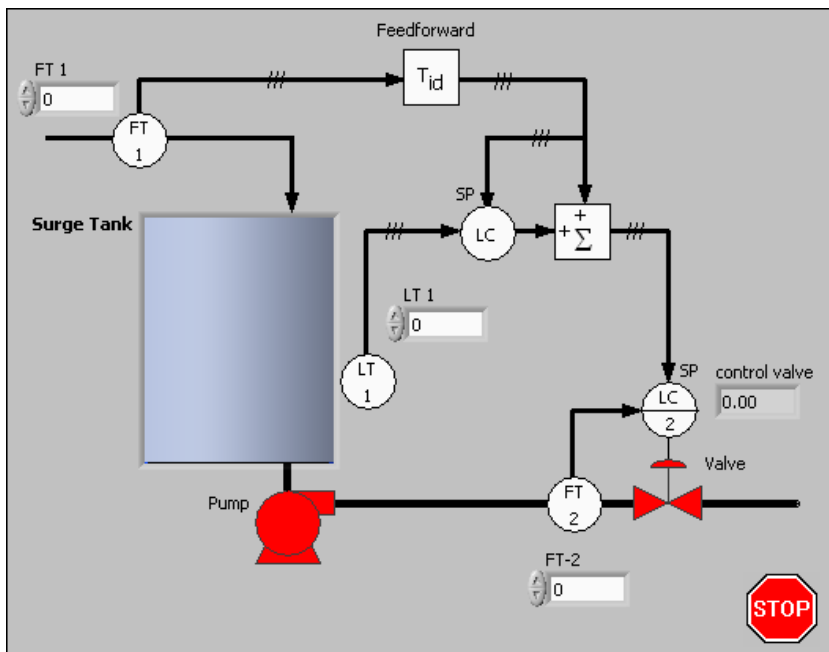 Feedforward
FT 1
0
Tid
FT
1
SP
Surge Tank
LC
+
+ Σ
LT 1
0
LT
1
SP
control valve
LC
2
0.00
Valve
Pump
FT
2
FT-2
0
STOP